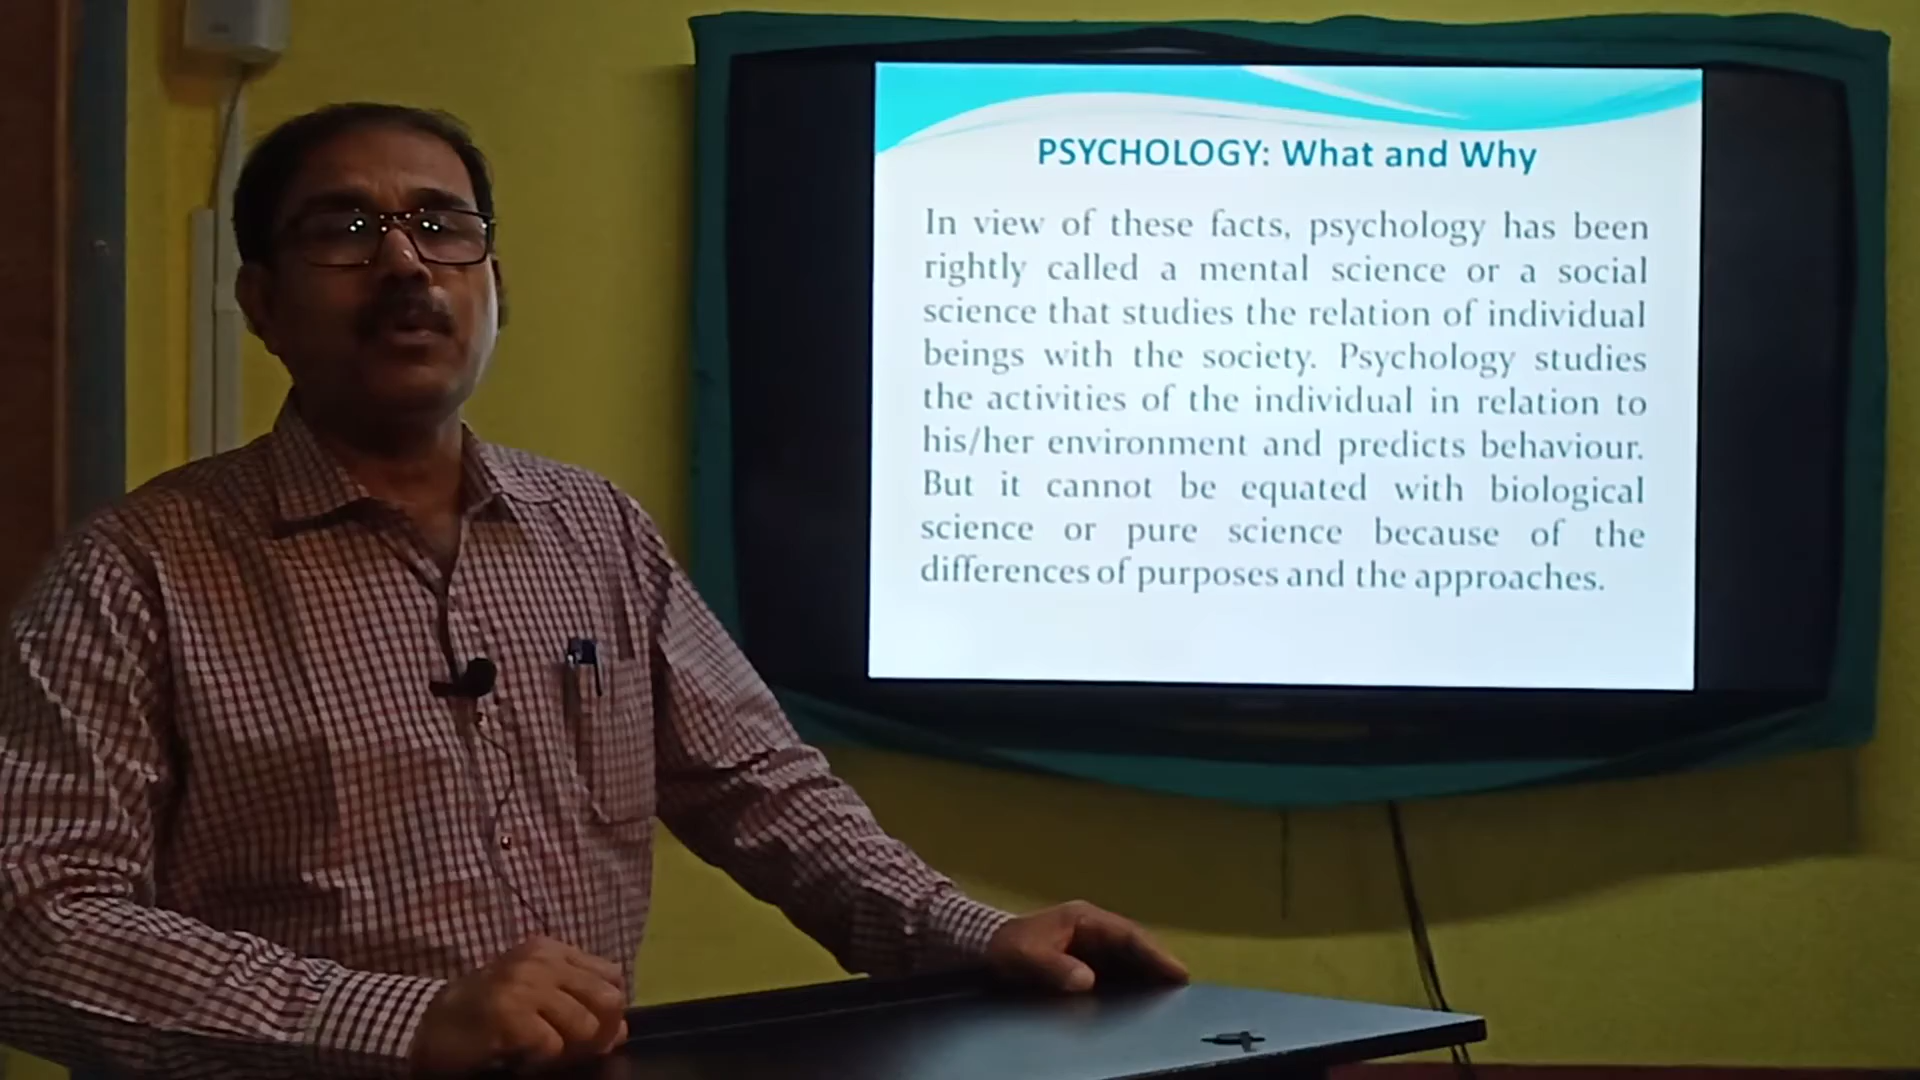 PSYCHOLOGY: What and Why
In view of these facts, psychology has been
rightly called a mental science or a social
science that studies the relation of individual
beings with the society. Psychology studies
the activities of the individual in relation to
his/her environment and predicts behaviour.
But it cannot be equated with biological
science or pure science because of the
differences of purposes and the approaches.